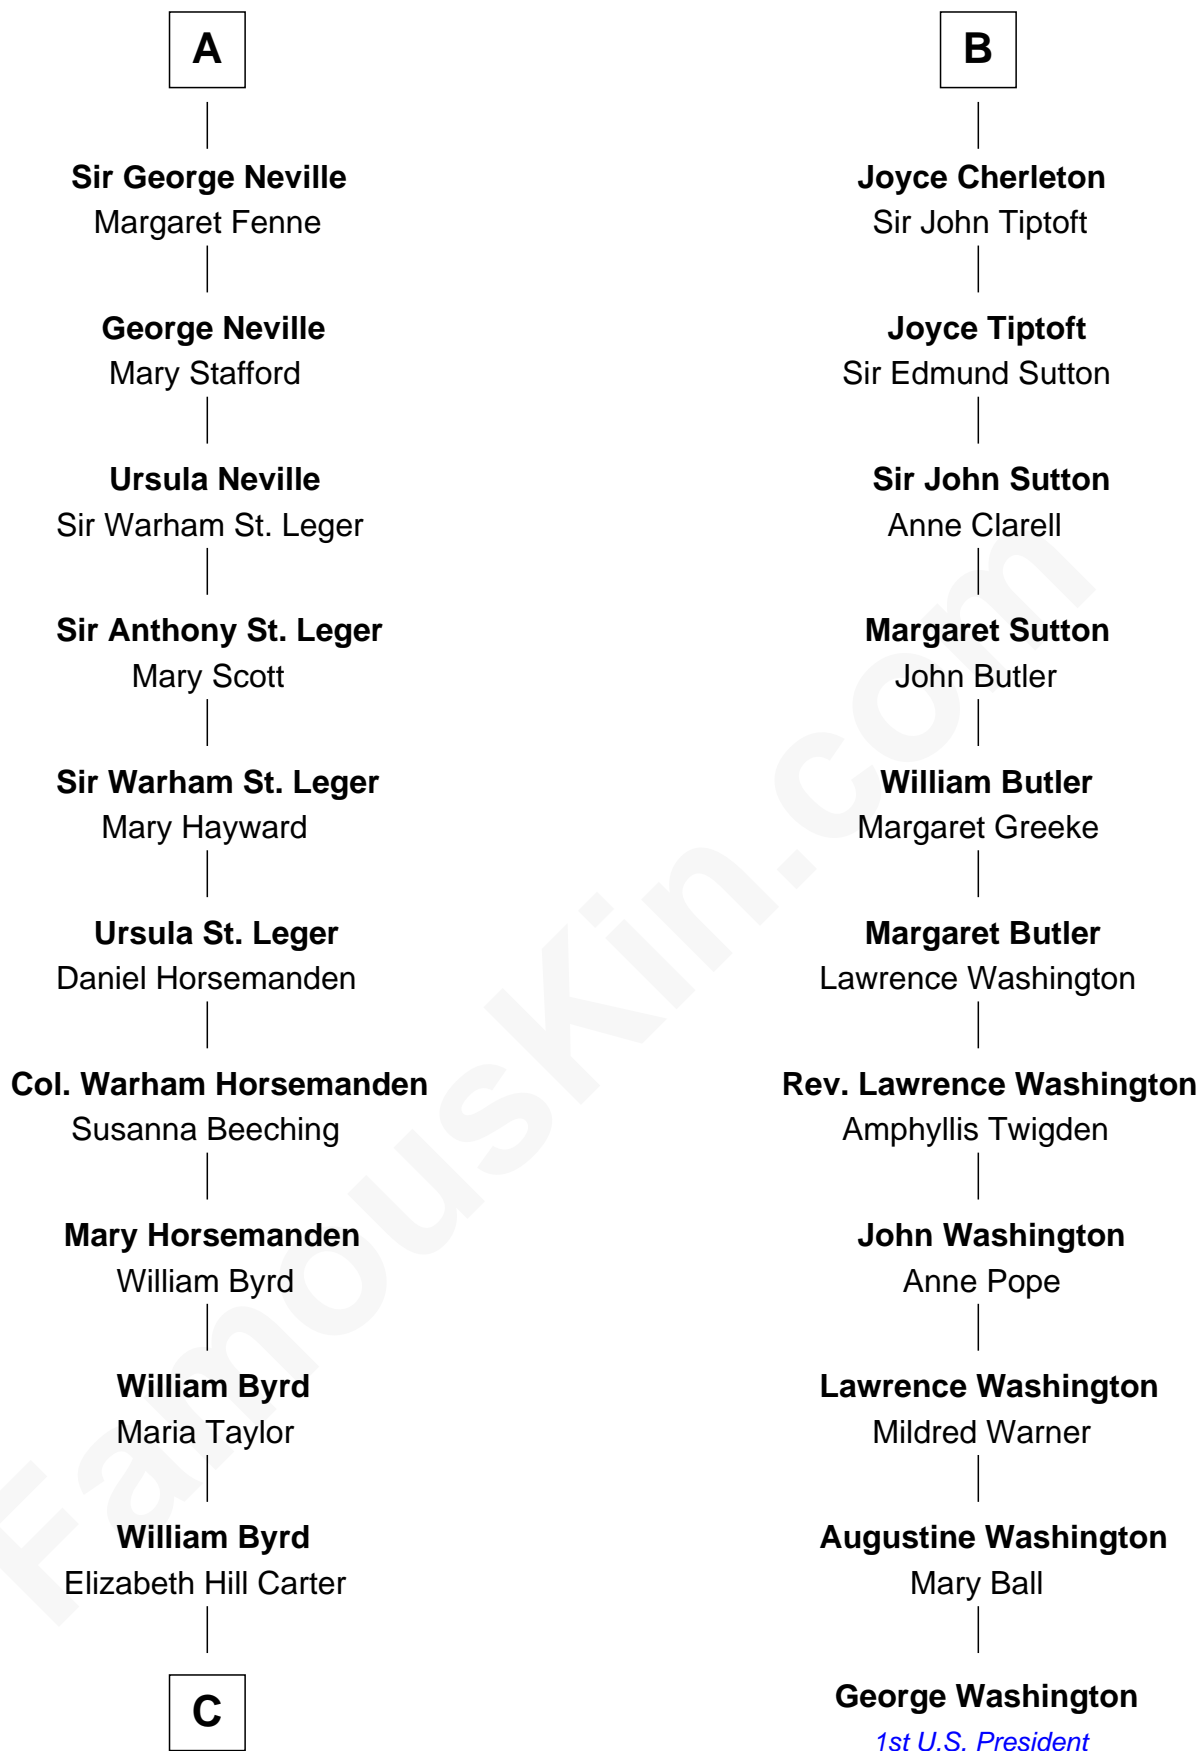 A
Sir George Neville
Margaret Fenne
George Neville
Mary Stafford
Ursula Neville
Sir Warham St. Leger
Sir Anthony St. Leger
Mary Scott
Sir Warham St. Leger
Mary Hayward
Ursula St. Leger
Daniel Horsemanden
Col. Warham Horsemanden
Susanna Beeching
Mary Horsemanden
William Byrd
William Byrd
Maria Taylor
William Byrd
Elizabeth Hill Carter
C
B
Joyce Cherleton
Sir John Tiptoft
Joyce Tiptoft
Sir Edmund Sutton
Sir John Sutton
Anne Clarell
Margaret Sutton
John Butler
William Butler
Margaret Greeke
Margaret Butler
Lawrence Washington
Rev. Lawrence Washington
Amphyllis Twigden
John Washington
Anne Pope
Lawrence Washington
Mildred Warner
Augustine Washington
Mary Ball
George Washington
1st U.S. President
FamousKin.com